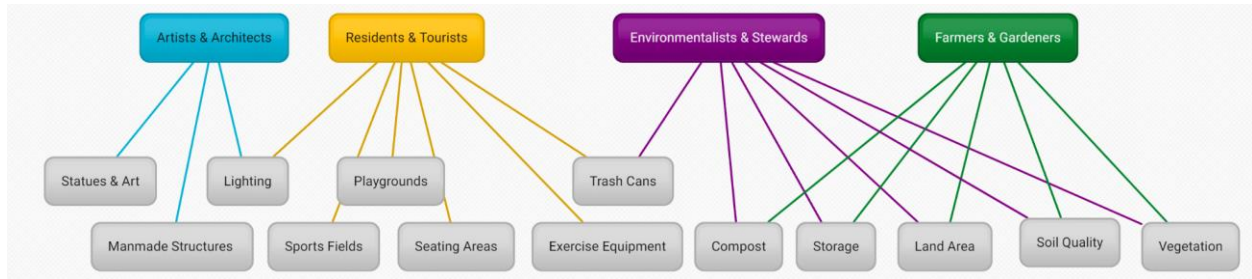 Artists & Architects
Residents & Tourists
Environmentalists & Stewards
Farmers & Gardeners
Statues & Art
Lighting
Playgrounds
Trash Cans
Manmade Structures
Sports Fields
Seating Areas
Exercise Equipment
Compost
Storage
Land Area
Soil Quality
Vegetation